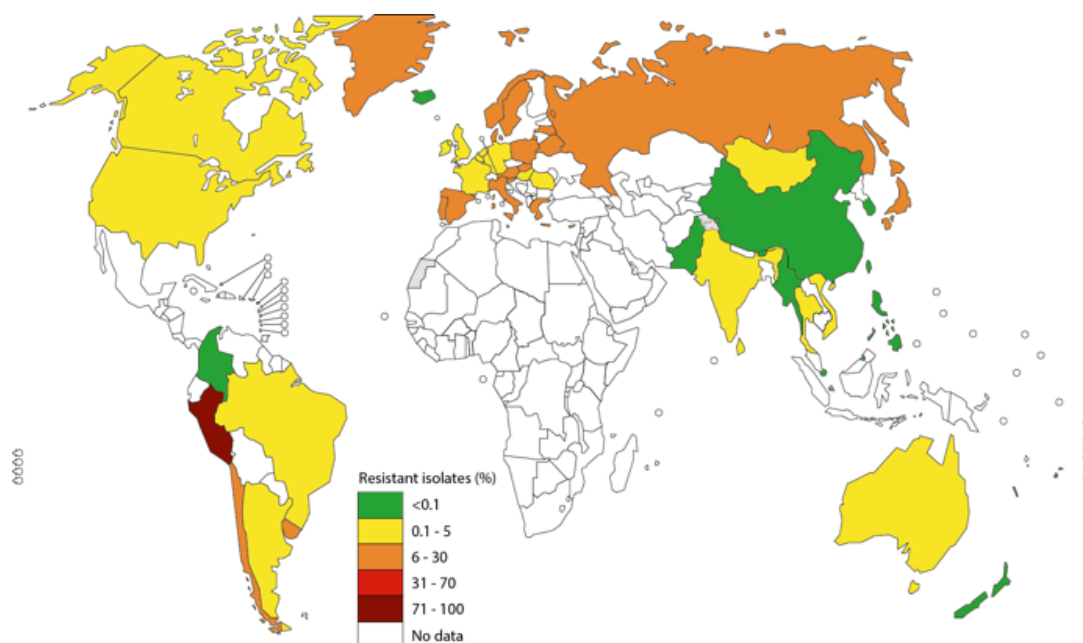 Resistant isolates (%)
<0.1
0.1 - 5
6 - 30
31 - 70
71 - 100
No data